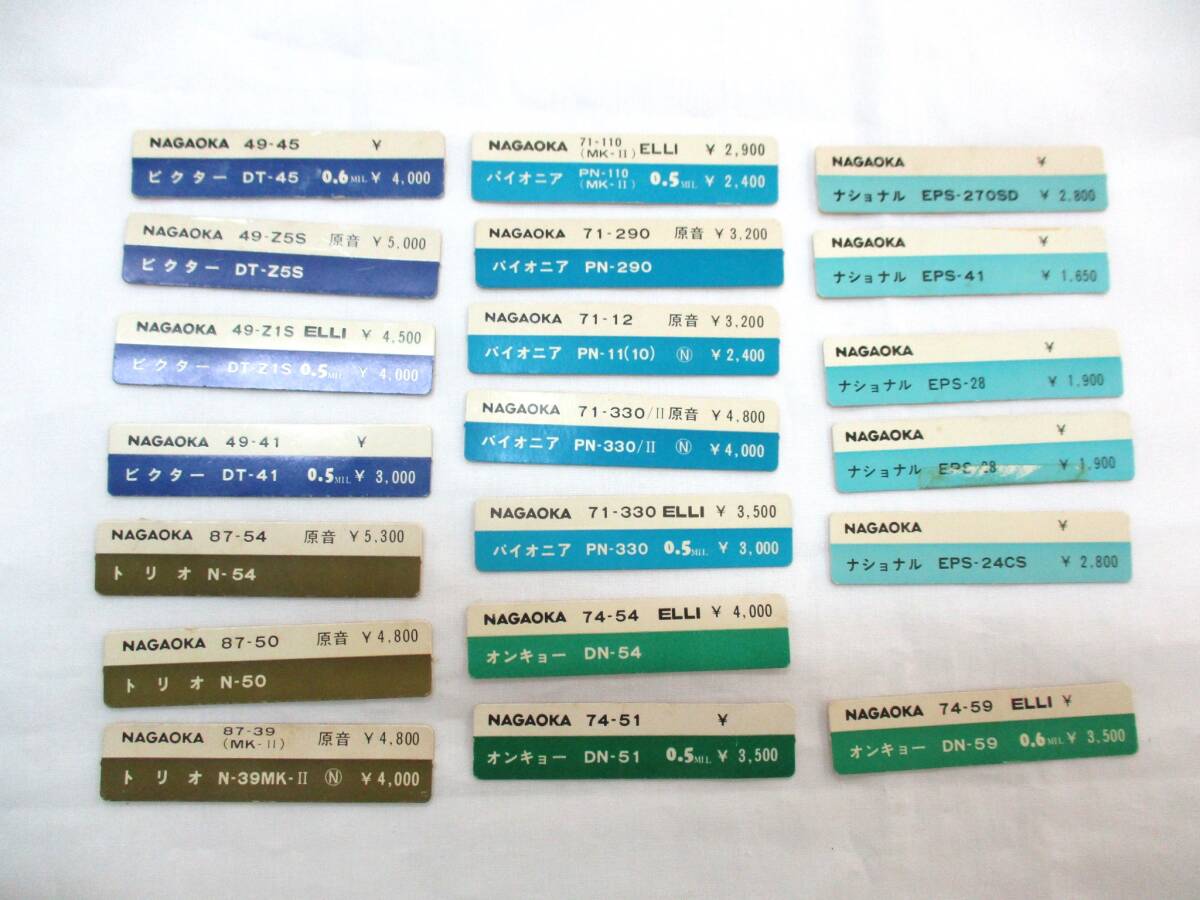 NAGAOKA 49-45 ¥
ビクター DT-45 0.6MIL ¥ 4,000
NAGAOKA 49-Z5S 原音 ¥ 5,000
ビクター DT-Z5S
NAGAOKA 49-Z1S ELLI ¥ 4,500
ビクター DT-Z1S 0.5MIL ¥ 4,000
NAGAOKA 49-41 ¥
ビクター DT-41 0.5MIL ¥ 3,000
NAGAOKA 87-54 原音 ¥5,300
トリオ N-54
NAGAOKA 87-50 原音 ¥4,800
トリオ N-50
NAGAOKA 87-39 (MK-II) 原音 ¥4,800
トリオ N-39MK-II Ⓝ ¥4,000
NAGAOKA 71-110 (MK-II) ELLI ¥ 2,900
パイオニア PN-110 (MK-II) 0.5MIL ¥ 2,400
NAGAOKA 71-290 原音 ¥3,200
パイオニア PN-290
NAGAOKA 71-12 原音 ¥3,200
パイオニア PN-11(10) Ⓝ ¥2,400
NAGAOKA 71-330/II 原音 ¥4,800
パイオニア PN-330/II Ⓝ ¥4,000
NAGAOKA 71-330 ELLI ¥ 3,500
パイオニア PN-330 0.5MIL ¥ 3,000
NAGAOKA 74-54 ELLI ¥ 4,000
オンキョー DN-54
NAGAOKA 74-51 ¥
オンキョー DN-51 0.5MIL ¥ 3,500
NAGAOKA ¥
ナショナル EPS-270SD ¥ 2.800
NAGAOKA ¥
ナショナル EPS-41 ¥ 1.650
NAGAOKA ¥
ナショナル EPS-28 ¥ 1.900
NAGAOKA ¥
ナショナル EPS-28 ¥ 1.900
NAGAOKA ¥
ナショナル EPS-24CS ¥ 2.800
NAGAOKA 74-59 ELLI ¥
オンキョー DN-59 0.6MIL ¥ 3,500